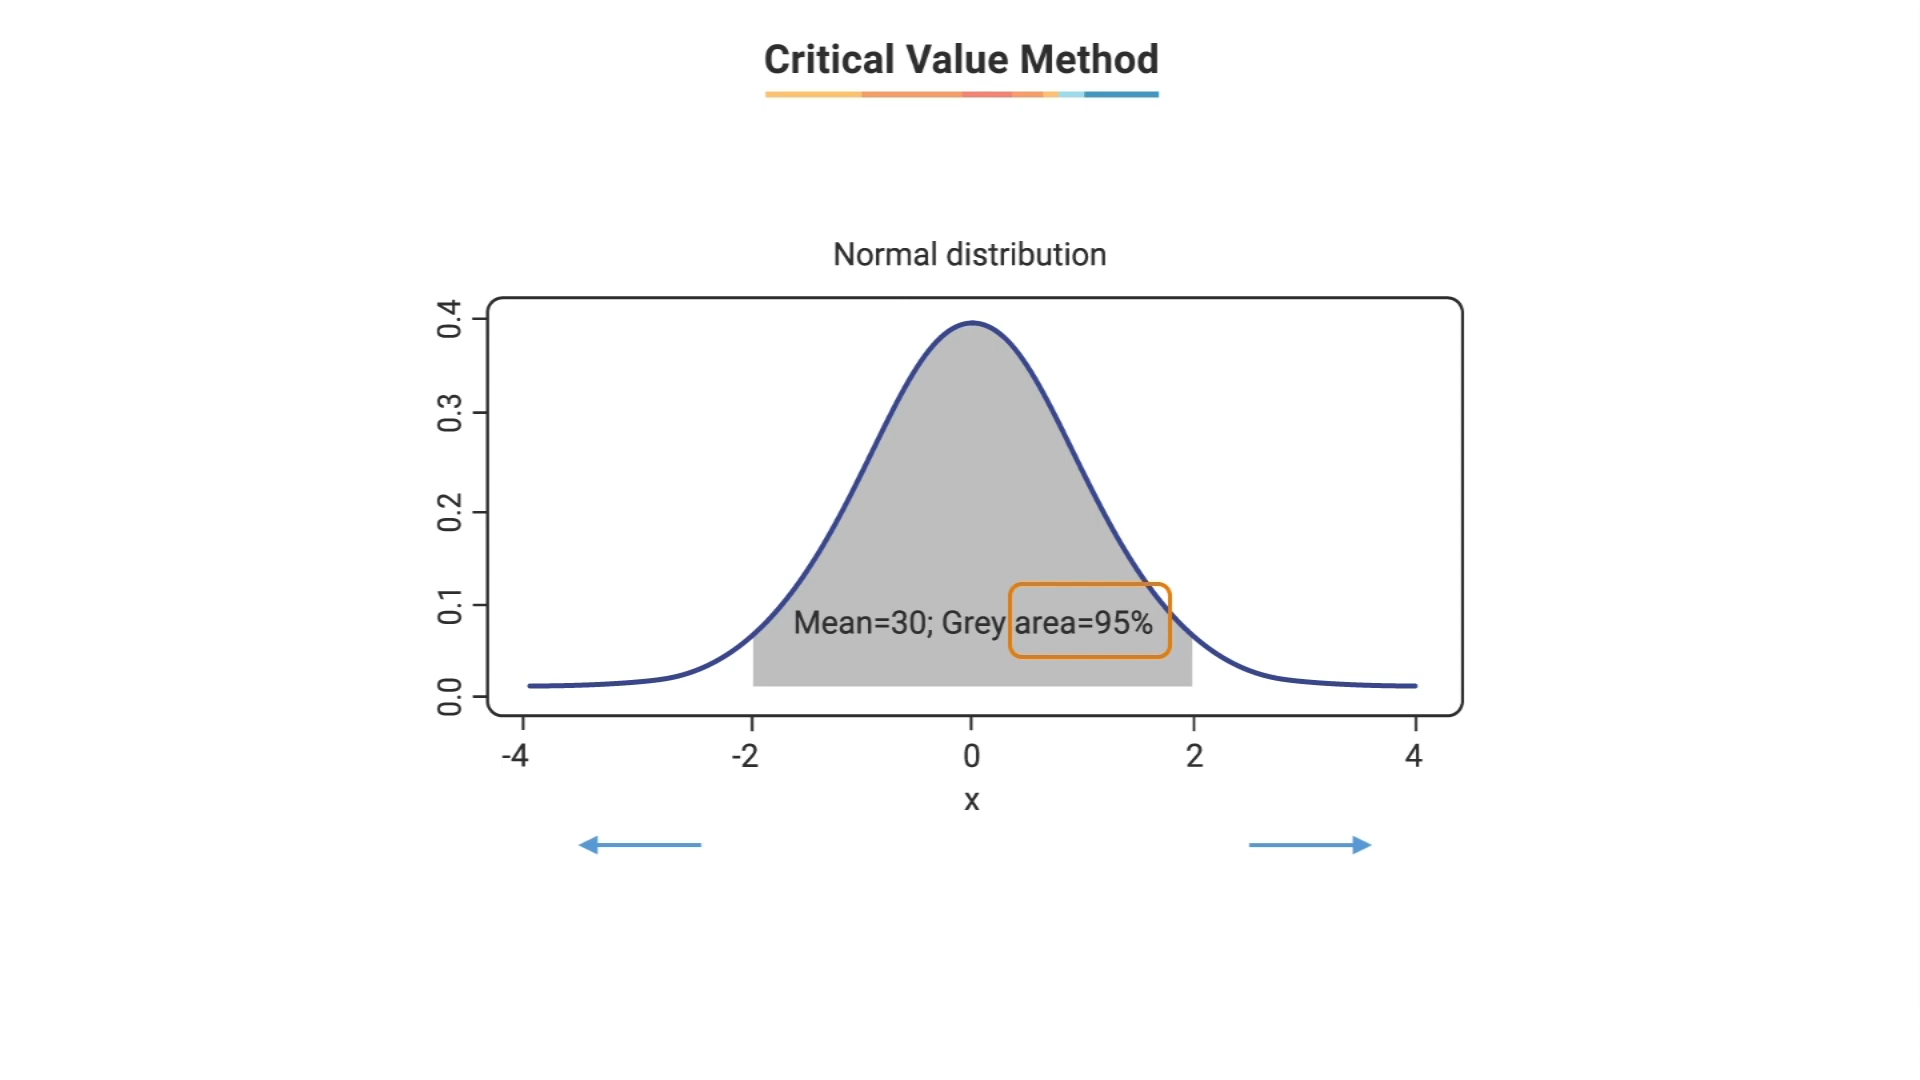 Critical Value Method
Normal distribution
0.4
0.3
0.2
0.1
0.0
Mean=30; Grey area=95%
-4 -2 0 2 4
x